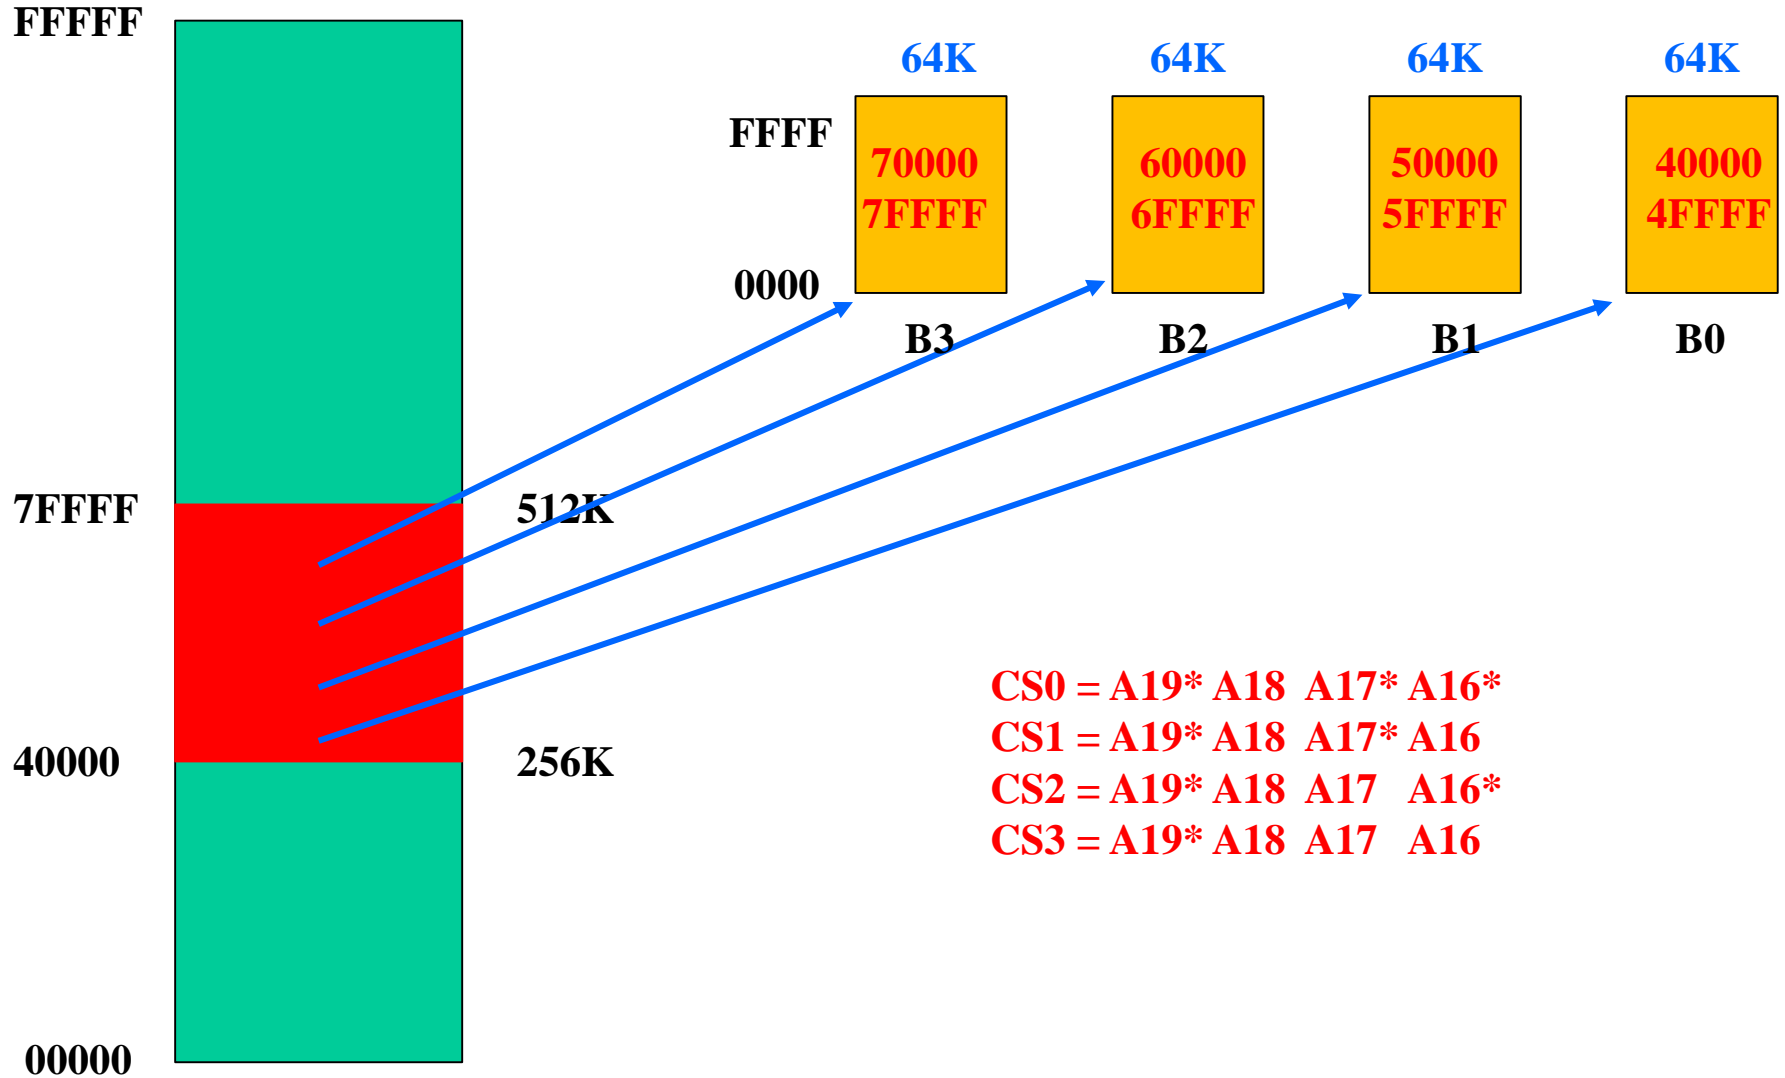 FFFFF
64K 64K 64K 64K
FFFF
70000 60000 50000 40000
7FFFF 6FFFF 5FFFF 4FFFF
0000
B3 B2 B1 B0
7FFFF 512K
CS0 = A19* A18 A17* A16*
CS1 = A19* A18 A17* A16
40000 256K
CS2 = A19* A18 A17 A16*
CS3 = A19* A18 A17 A16
00000